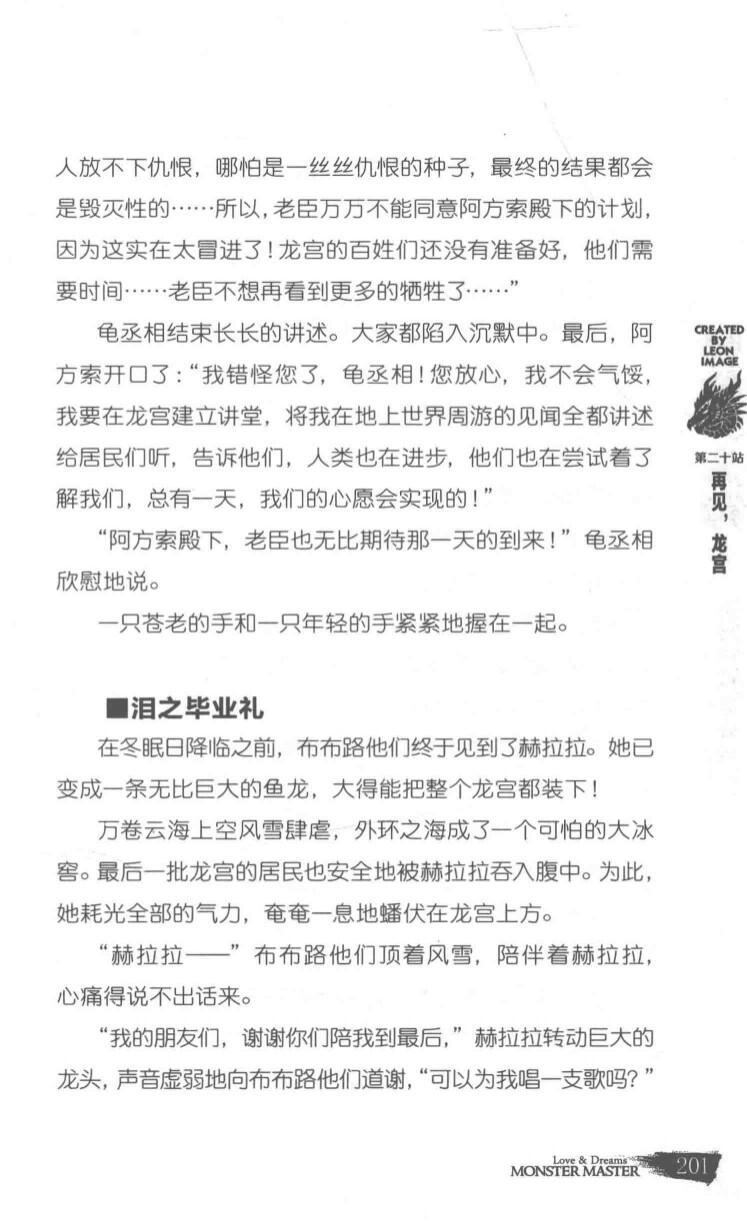 人放不下仇恨，哪怕是一丝丝仇恨的种子，最终的结果都会
是毁灭性的……所以，老臣万万不能同意阿方索殿下的计划，
因为这实在太冒进了！龙宫的百姓们还没有准备好，他们需
要时间……老臣不想再看到更多的牺牲了……”
龟丞相结束长长的讲述。大家都陷入沉默中。最后，阿
方索开口了：“我错怪您了，龟丞相！您放心，我不会气馁，
我要在龙宫建立讲堂，将我在地上世界周游的见闻全都讲述
给居民们听，告诉他们，人类也在进步，他们也在尝试着了
解我们，总有一天，我们的心愿会实现的！”
“阿方索殿下，老臣也无比期待那一天的到来！”龟丞相
欣慰地说。
一只苍老的手和一只年轻的手紧紧地握在一起。
■泪之毕业礼
在冬眠日降临之前，布布路他们终于见到了赫拉拉。她已
变成一条无比巨大的鱼龙，大得能把整个龙宫都装下！
万卷云海上空风雪肆虐，外环之海成了一个可怕的大冰
窖。最后一批龙宫的居民也安全地被赫拉拉吞入腹中。为此，
她耗光全部的气力，奄奄一息地蟠伏在龙宫上方。
“赫拉拉——”布布路他们顶着风雪，陪伴着赫拉拉，
心痛得说不出话来。
“我的朋友们，谢谢你们陪我到最后，”赫拉拉转动巨大的
龙头，声音虚弱地向布布路他们道谢，“可以为我唱一支歌吗？”
CREATED
BY
LEON
IMAGE
第二十站
再见，龙宫
Love & Dreams
MONSTER MASTER
201